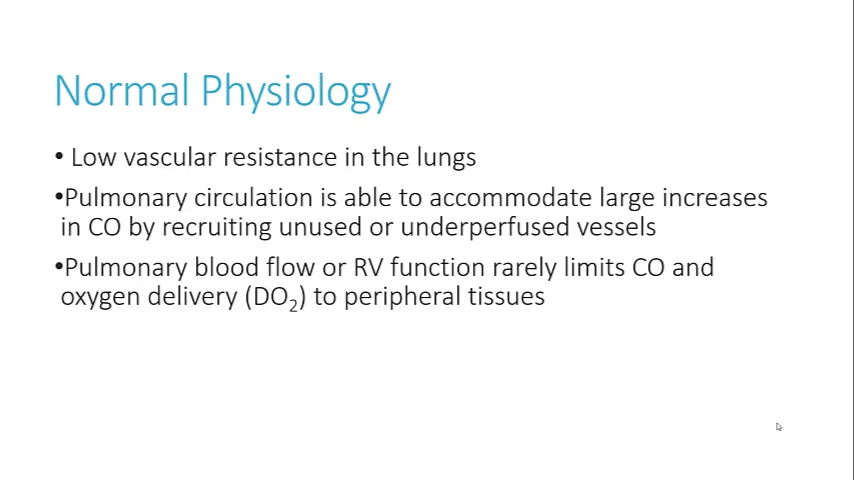 Normal Physiology
• Low vascular resistance in the lungs
•Pulmonary circulation is able to accommodate large increases
in CO by recruiting unused or underperfused vessels
•Pulmonary blood flow or RV function rarely limits CO and
oxygen delivery (DO₂) to peripheral tissues